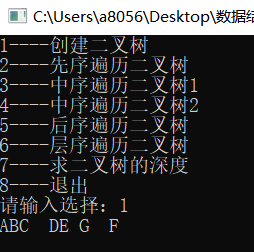 C:\Users\a8056\Desktop\数据结
1----创建二叉树
2----先序遍历二叉树
3----中序遍历二叉树1
4----中序遍历二叉树2
5----后序遍历二叉树
6----层序遍历二叉树
7----求二叉树的深度
8----退出
请输入选择：1
ABC  DE G  F